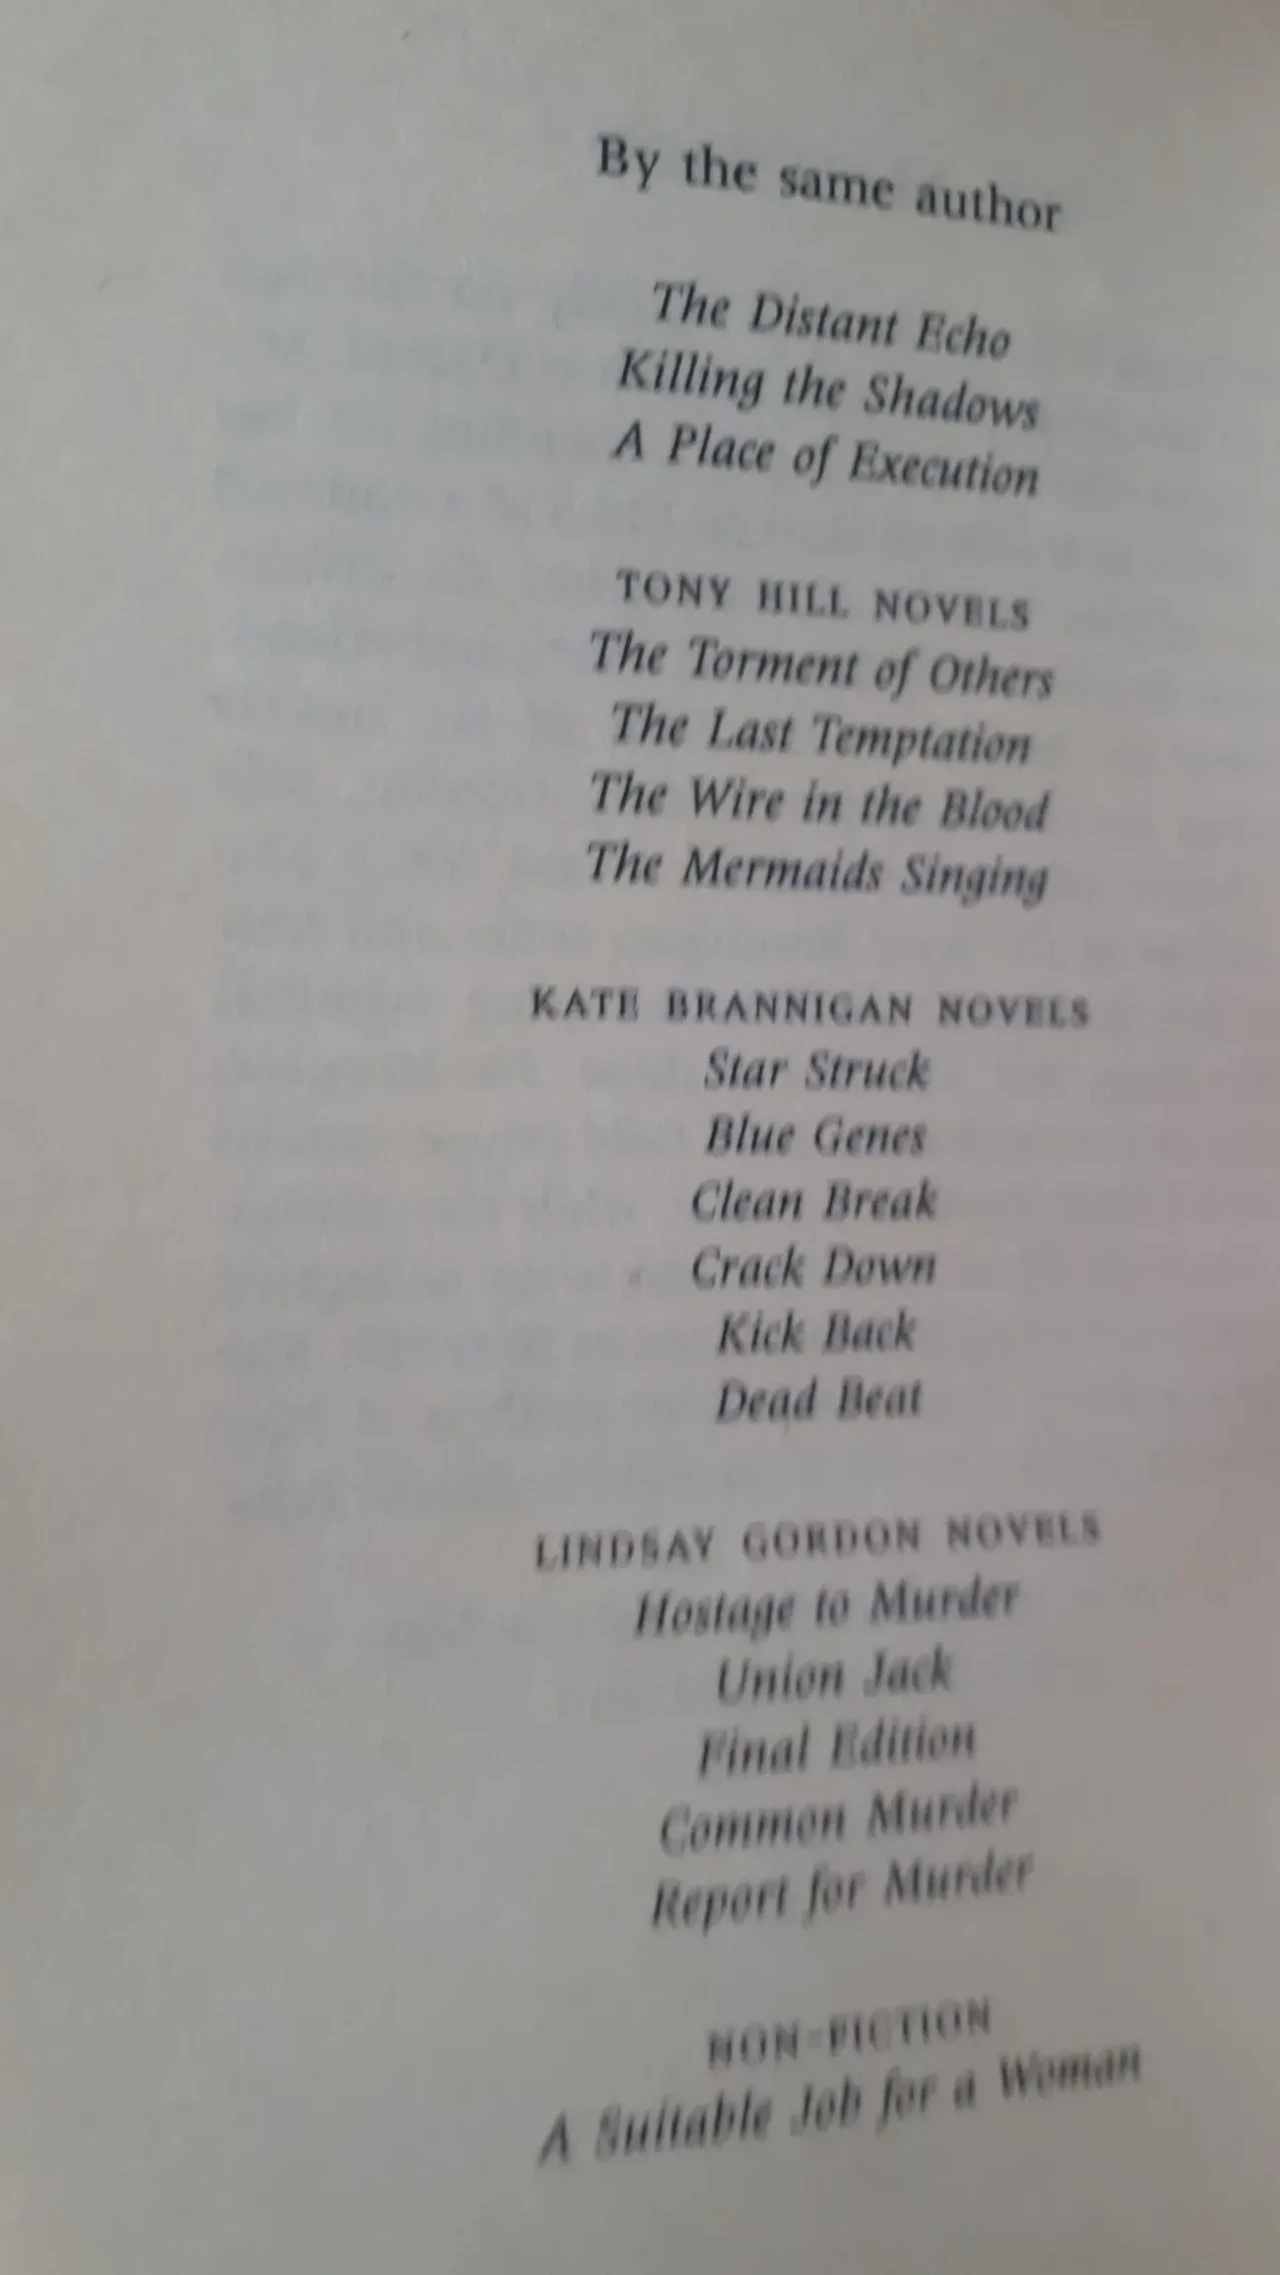 By the same author
The Distant Echo
Killing the Shadows
A Place of Execution
TONY HILL NOVELS
The Torment of Others
The Last Temptation
The Wire in the Blood
The Mermaids Singing
KATE BRANNIGAN NOVELS
Star Struck
Blue Genes
Clean Break
Crack Down
Kick Back
Dead Beat
LINDSAY GORDON NOVELS
Hostage to Murder
Union Jack
Final Edition
Common Murder
Report for Murder
NON-FICTION
A Suitable Job for a Woman